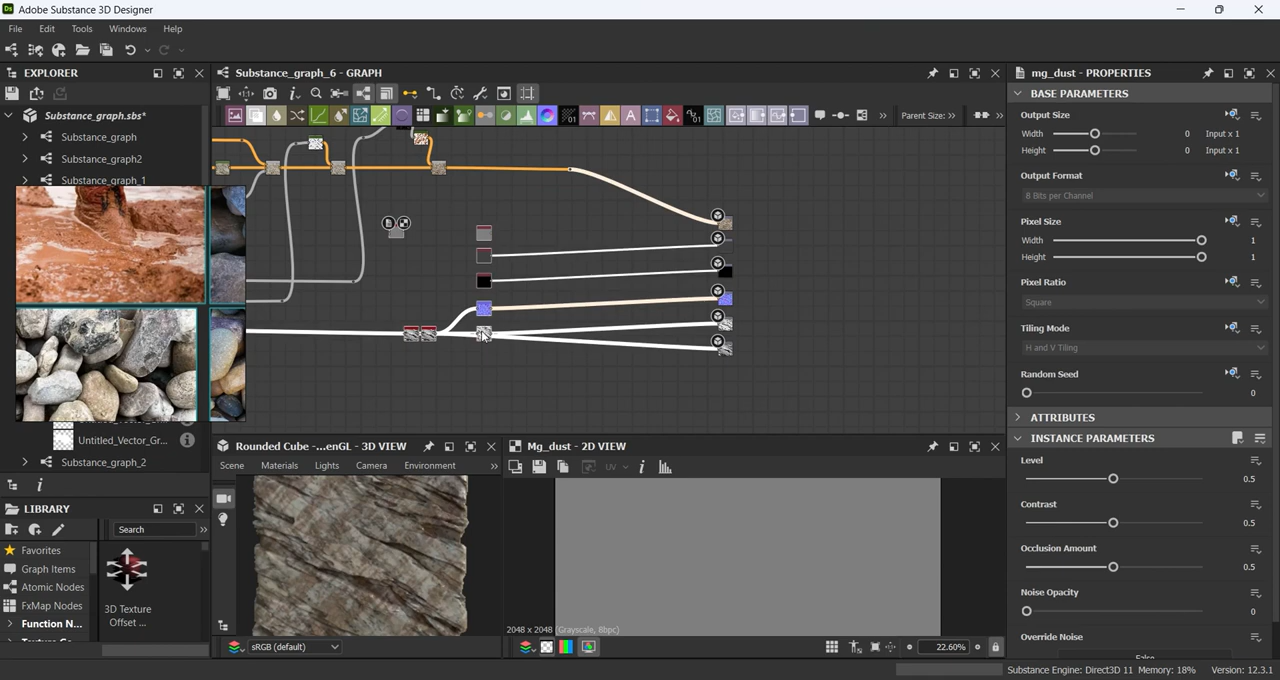 Adobe Substance 3D Designer
File Edit Tools Windows Help
EXPLORER
Substance_graph_6 - GRAPH
mg_dust - PROPERTIES
Substance_graph.sbs*
Substance_graph
Substance_graph2
Substance_graph_1
Untitled_Vector_Gr...
Substance_graph_2
Parent Size: >>
BASE PARAMETERS
Output Size
Width 0 Input x 1
Height 0 Input x 1
Output Format
8 Bits per Channel
Pixel Size
Width 1
Height 1
Pixel Ratio
Square
Tiling Mode
H and V Tiling
Random Seed
0
ATTRIBUTES
INSTANCE PARAMETERS
Level
0.5
Contrast
0.5
Occlusion Amount
0.5
Noise Opacity
0
Override Noise
False
LIBRARY
Search
Favorites
Graph Items
Atomic Nodes
FxMap Nodes
Function N...
3D Texture
Offset ...
Rounded Cube -...enGL - 3D VIEW
Scene Materials Lights Camera Environment
sRGB (default)
Mg_dust - 2D VIEW
UV
2048 x 2048 (Grayscale, 8bpc)
22.60%
Substance Engine: Direct3D 11 Memory: 18% Version: 12.3.1